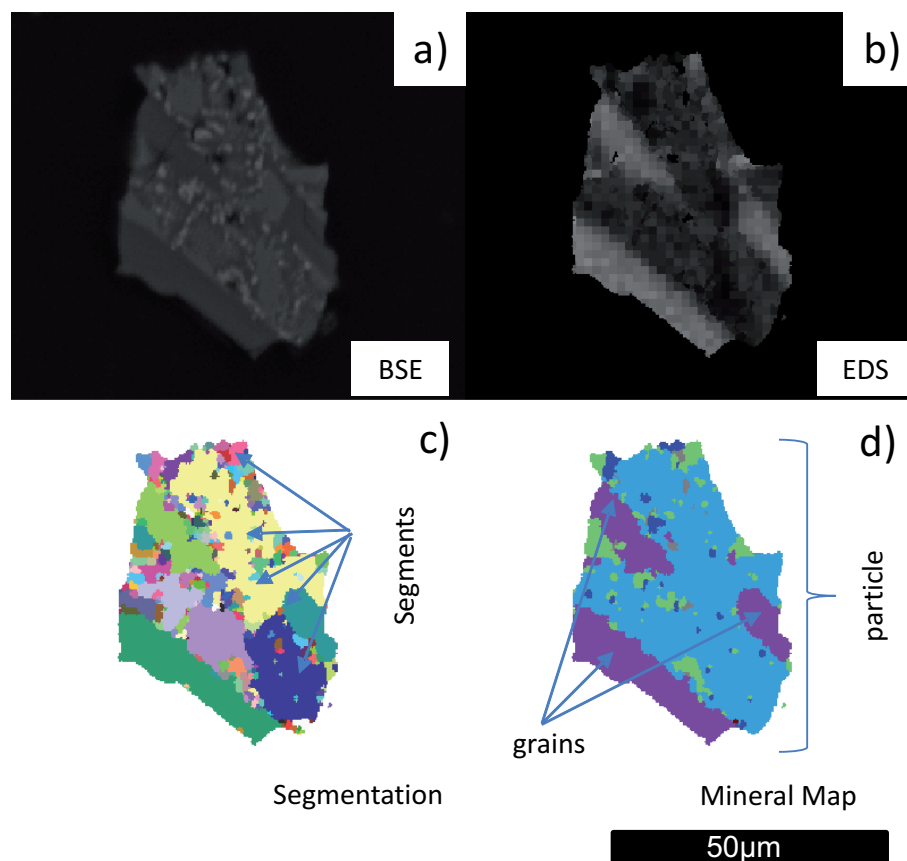 a)
b)
BSE
EDS
c)
d)
Segments
particle
grains
Segmentation
Mineral Map
50µm